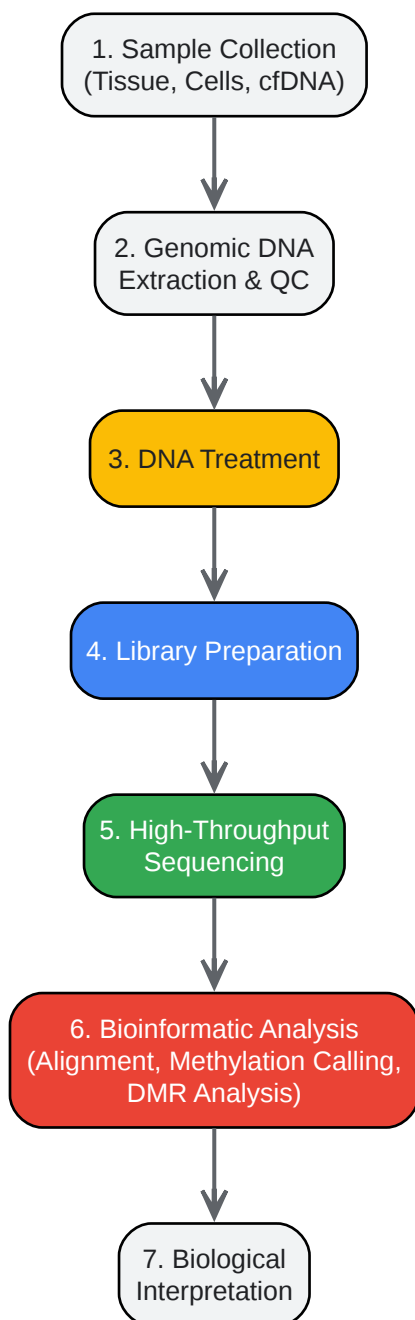 1. Sample Collection
(Tissue, Cells, cfDNA)
2. Genomic DNA
Extraction & QC
3. DNA Treatment
4. Library Preparation
5. High-Throughput
Sequencing
6. Bioinformatic Analysis
(Alignment, Methylation Calling,
DMR Analysis)
7. Biological
Interpretation